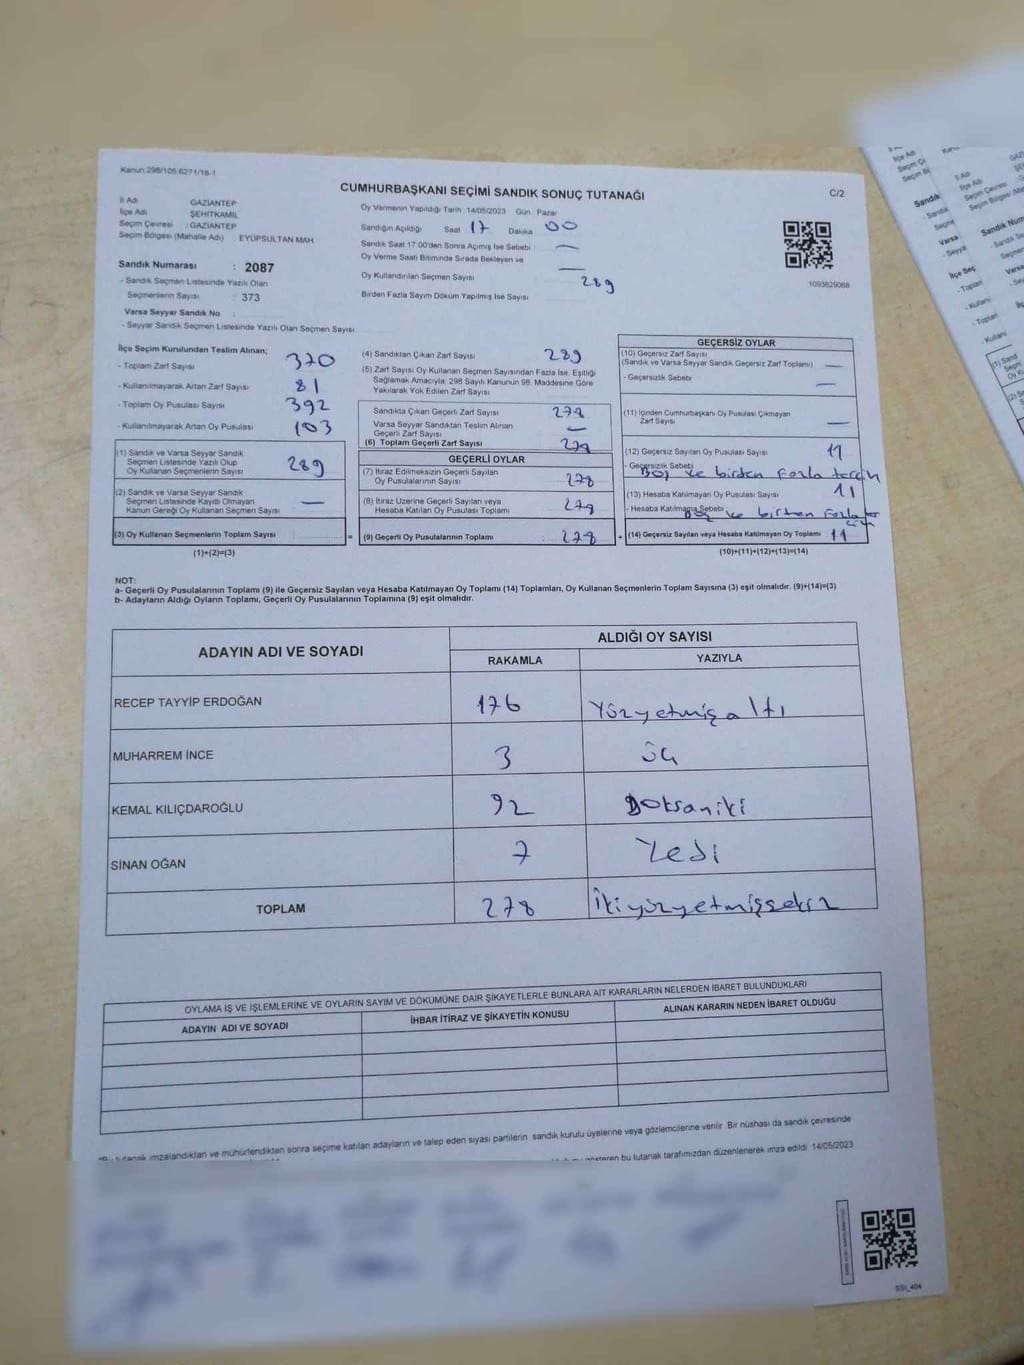 Kanun 298/105,6271/18-1
CUMHURBAŞKANI SEÇİMİ SANDIK SONUÇ TUTANAĞI
C/2
İl Adı GAZİANTEP
İlçe Adı ŞEHİTKAMİL
Seçim Çevresi : GAZİANTEP
Seçim Bölgesi (Mahalle Adı) : EYÜPSULTAN MAH
Sandık Numarası : 2087
- Sandık Seçmen Listesinde Yazılı Olan
Seçmenlerin Sayısı : 373
Varsa Seyyar Sandık No :
- Seyyar Sandık Seçmen Listesinde Yazılı Olan Seçmen Sayısı
Oy Vermenin Yapıldığı Tarih 14/05/2023 Gün Pazar
Sandığın Açıldığı Saat 17 Dakika 00
Sandık Saat 17:00'den Sonra Açmış İse Sebebi —
Oy Verme Saati Bitiminde Sırada Bekleyen ve
Oy Kullandırılan Seçmen Sayısı —
289
Birden Fazla Sayım Döküm Yapılmış İse Sayısı
1093629068
İlçe Seçim Kurulundan Teslim Alınan;
- Toplam Zarf Sayısı 370
- Kullanılmayarak Artan Zarf Sayısı 81
- Toplam Oy Pusulası Sayısı 392
- Kullanılmayarak Artan Oy Pusulası 103
(1) Sandık ve Varsa Seyyar Sandık
Seçmen Listesinde Yazılı Olup
Oy Kullanan Seçmenlerin Sayısı 289
(2) Sandık ve Varsa Seyyar Sandık
Seçmen Listesinde Kayıtlı Olmayan
Kanun Gereği Oy Kullanan Seçmen Sayısı —
(3) Oy Kullanan Seçmenlerin Toplam Sayısı =
(1)+(2)=(3)
(4) Sandıktan Çıkan Zarf Sayısı 289
(5) Zarf Sayısı Oy Kullanan Seçmen Sayısından Fazla İse, Eşitliği
Sağlamak Amacıyla; 298 Sayılı Kanunun 98. Maddesine Göre
Yakılarak Yok Edilen Zarf Sayısı
Sandıkta Çıkan Geçerli Zarf Sayısı 278
Varsa Seyyar Sandıktan Teslim Alınan
Geçerli Zarf Sayısı —
(6) Toplam Geçerli Zarf Sayısı 278
GEÇERLİ OYLAR
(7) İtiraz Edilmeksizin Geçerli Sayılan
Oy Pusulalarının Sayısı 278
(8) İtiraz Üzerine Geçerli Sayılan veya
Hesaba Katılan Oy Pusulası Toplamı 278
(9) Geçerli Oy Pusulalarının Toplamı 278 +
GEÇERSİZ OYLAR
(10) Geçersiz Zarf Sayısı
(Sandık ve Varsa Seyyar Sandık Geçersiz Zarf Toplamı) —
- Geçersizlik Sebebi —
(11) İçinden Cumhurbaşkanı Oy Pusulası Çıkmayan
Zarf Sayısı —
(12) Geçersiz Sayılan Oy Pusulası Sayısı 11
- Geçersizlik Sebebi Boş ve birden fazla tercih
(13) Hesaba Katılmayan Oy Pusulası Sayısı 11
- Hesaba Katılmama Sebebi Boş ve birden fazla ter
cih
(14) Geçersiz Sayılan veya Hesaba Katılmayan Oy Toplamı 11
(10)+(11)+(12)+(13)=(14)
NOT:
a- Geçerli Oy Pusulalarının Toplamı (9) ile Geçersiz Sayılan veya Hesaba Katılmayan Oy Toplamı (14) Toplamları, Oy Kullanan Seçmenlerin Toplam Sayısına (3) eşit olmalıdır. (9)+(14)=(3)
b- Adayların Aldığı Oyların Toplamı, Geçerli Oy Pusulalarının Toplamına (9) eşit olmalıdır.
ADAYIN ADI VE SOYADI
ALDIĞI OY SAYISI
RAKAMLA YAZIYLA
RECEP TAYYİP ERDOĞAN 176 Yüzyetmişaltı
MUHARREM İNCE 3 üç
KEMAL KILIÇDAROĞLU 92 Doksaniki
SİNAN OĞAN 7 Yedi
TOPLAM 278 İkiyüzyetmişsekiz
OYLAMA İŞ VE İŞLEMLERİNE VE OYLARIN SAYIM VE DÖKÜMÜNE DAİR ŞİKAYETLERLE BUNLARA AİT KARARLARIN NELERDEN İBARET BULUNDUKLARI
ADAYIN ADI VE SOYADI İHBAR İTİRAZ VE ŞİKAYETİN KONUSU ALINAN KARARIN NEDEN İBARET OLDUĞU
*Bu tutanak imzalandıktan ve mühürlendikten sonra seçime katılan adayların ve talep eden siyasi partilerin sandık kurulu üyelerine veya gözlemcilerine verilir. Bir nüshası da sandık çevresinde
gösteren bu tutanak tarafımızdan düzenlenerek imza edildi. 14/05/2023
SSI_404